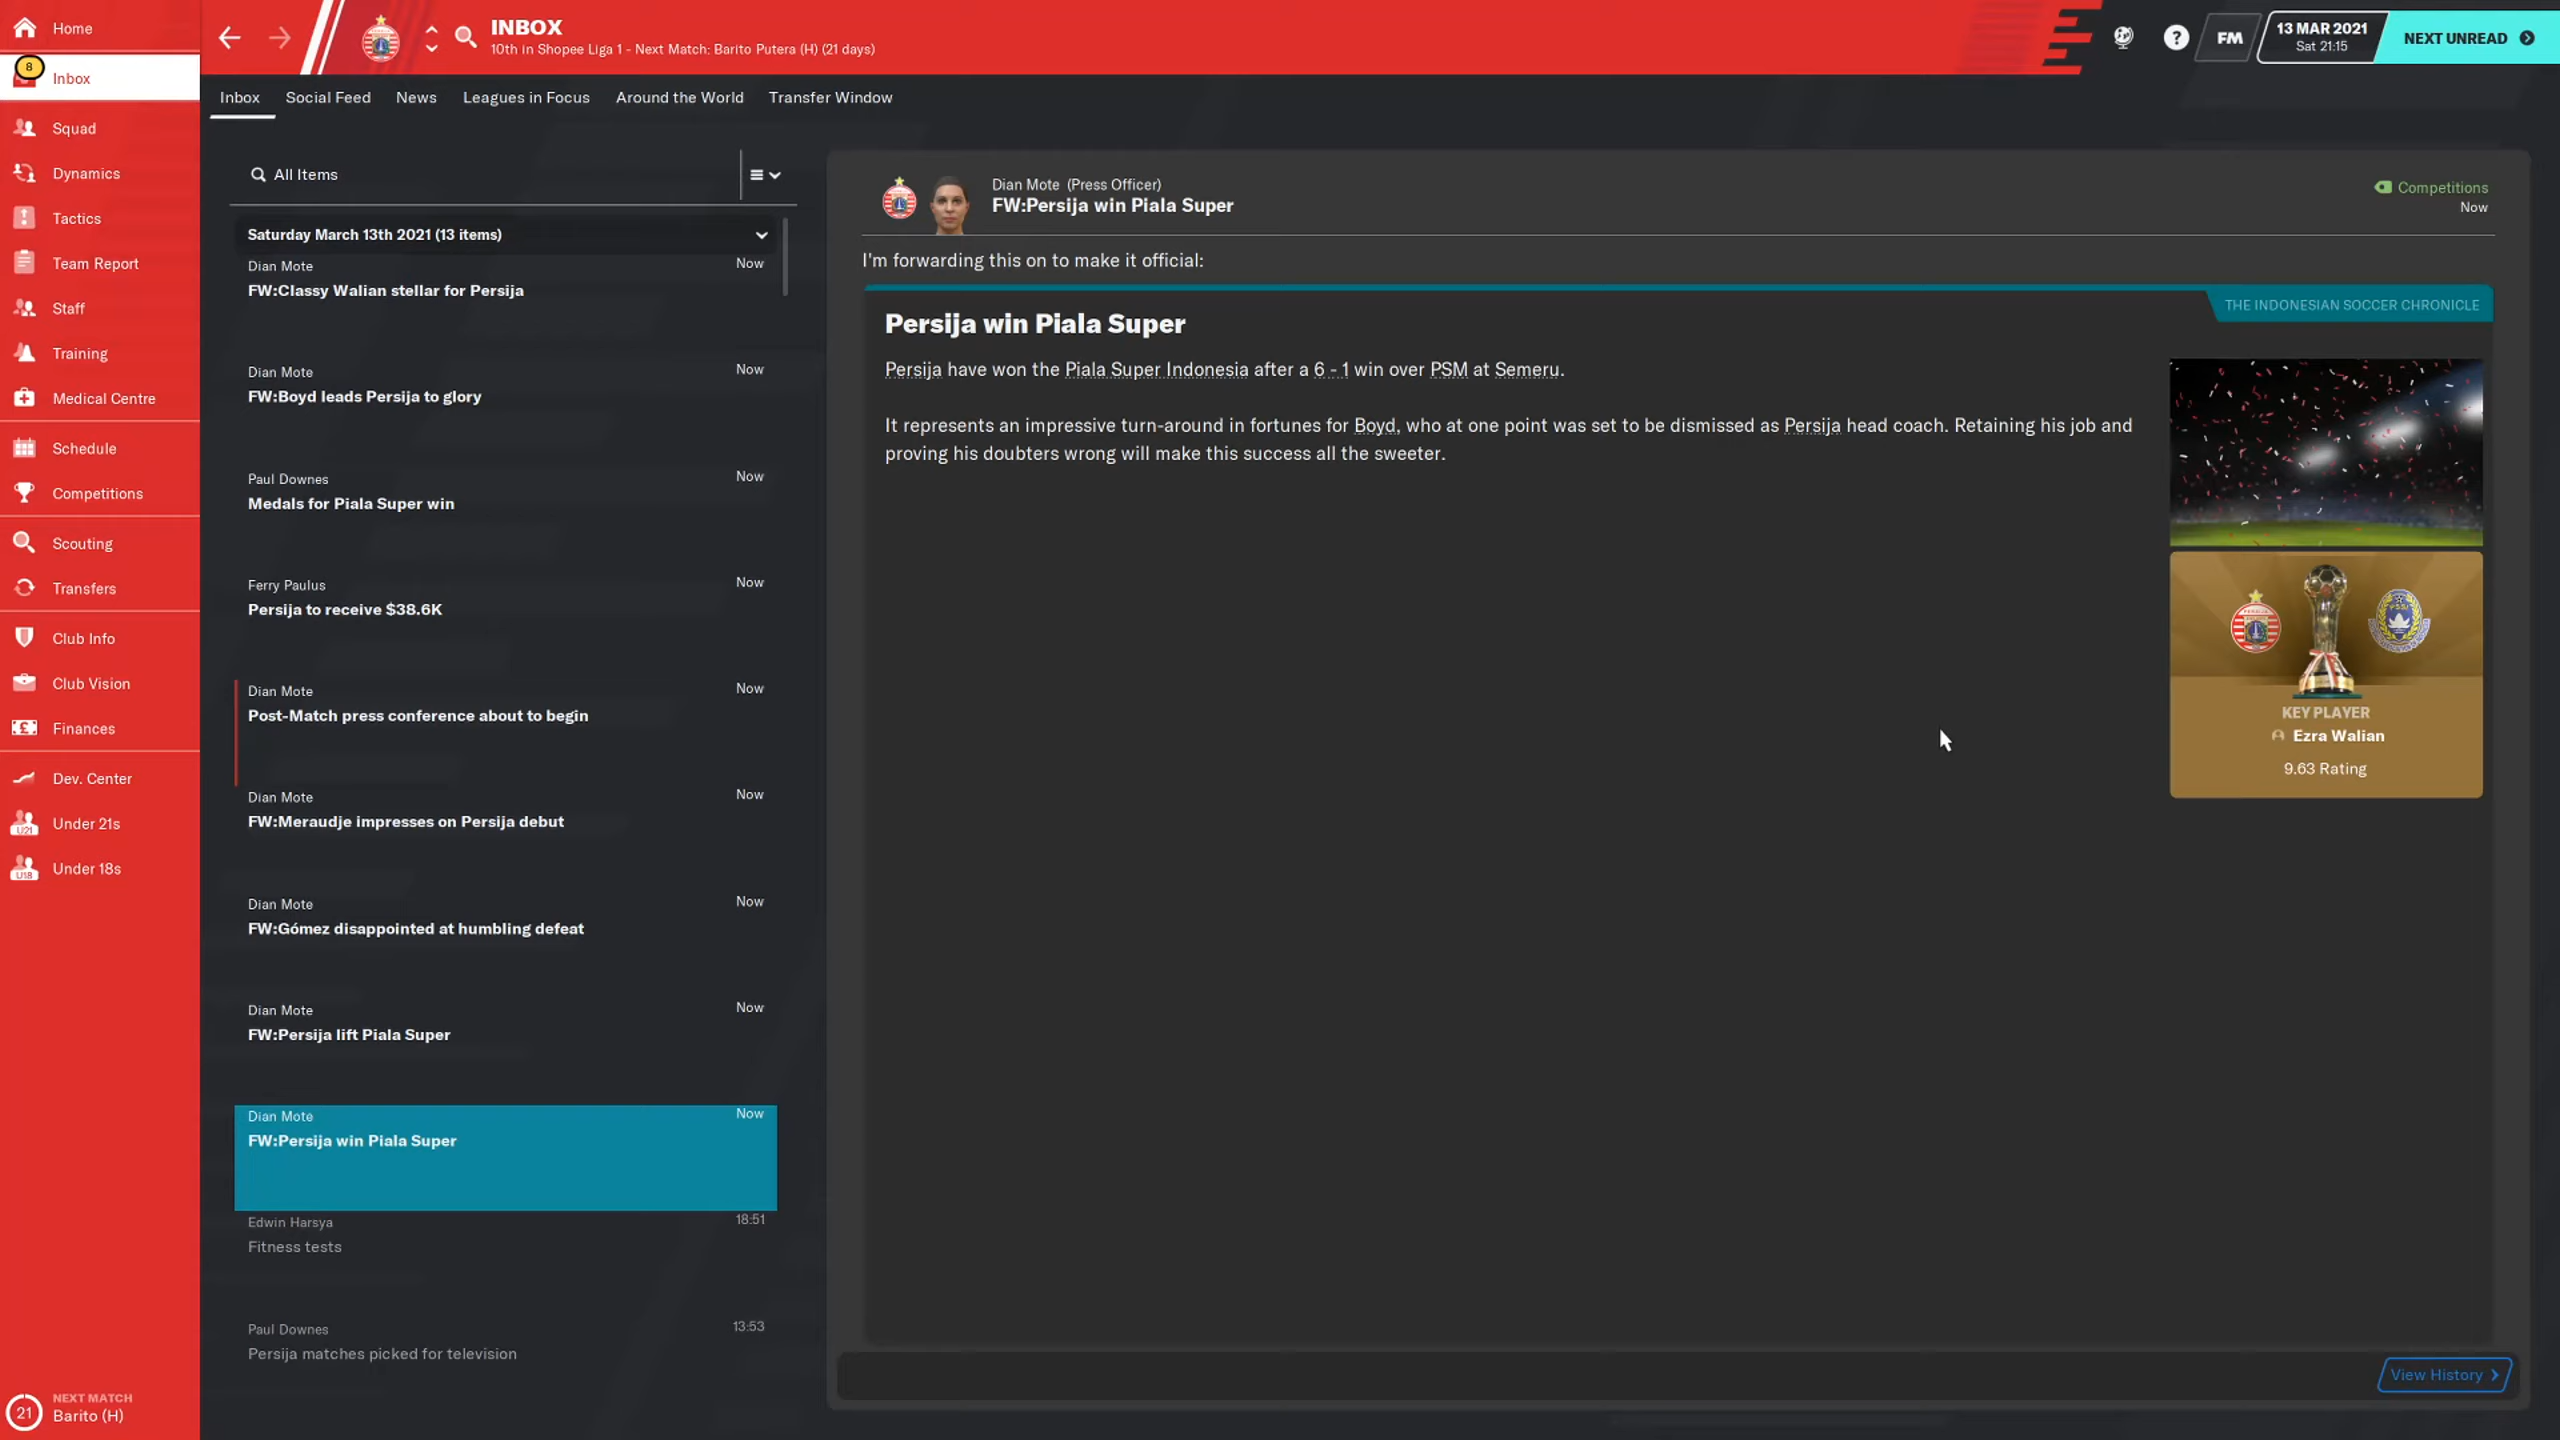 Home
8
Inbox
Squad
Dynamics
Tactics
Team Report
Staff
Training
Medical Centre
Schedule
Competitions
Scouting
Transfers
Club Info
Club Vision
Finances
Dev. Center
U21
Under 21s
U18
Under 18s
21
NEXT MATCH
Barito (H)
INBOX
10th in Shopee Liga 1 - Next Match: Barito Putera (H) (21 days)
?
FM
13 MAR 2021
Sat 21:15
NEXT UNREAD
Inbox
Social Feed
News
Leagues in Focus
Around the World
Transfer Window
All Items
Saturday March 13th 2021 (13 items)
Dian Mote
Now
FW:Classy Walian stellar for Persija
Dian Mote
Now
FW:Boyd leads Persija to glory
Paul Downes
Now
Medals for Piala Super win
Ferry Paulus
Now
Persija to receive $38.6K
Dian Mote
Now
Post-Match press conference about to begin
Dian Mote
Now
FW:Meraudje impresses on Persija debut
Dian Mote
Now
FW:Gómez disappointed at humbling defeat
Dian Mote
Now
FW:Persija lift Piala Super
Dian Mote
Now
FW:Persija win Piala Super
Edwin Harsya
18:51
Fitness tests
Paul Downes
13:53
Persija matches picked for television
Dian Mote (Press Officer)
FW:Persija win Piala Super
Competitions
Now
I'm forwarding this on to make it official:
THE INDONESIAN SOCCER CHRONICLE
Persija win Piala Super
Persija have won the Piala Super Indonesia after a 6 - 1 win over PSM at Semeru.
It represents an impressive turn-around in fortunes for Boyd, who at one point was set to be dismissed as Persija head coach. Retaining his job and
proving his doubters wrong will make this success all the sweeter.
KEY PLAYER
Ezra Walian
9.63 Rating
View History